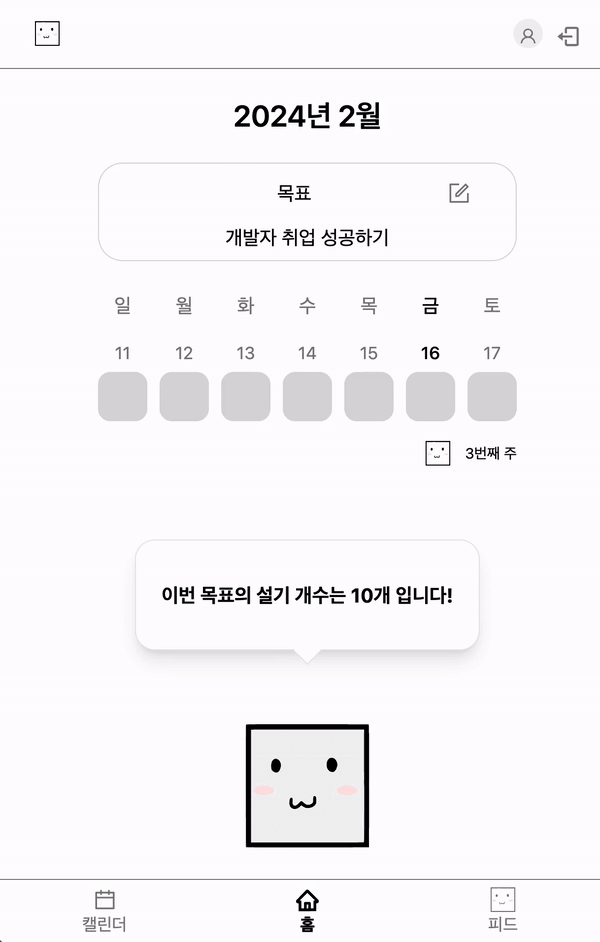 2024년 2월
목표
개발자 취업 성공하기
일 월 화 수 목 금 토
11 12 13 14 15 16 17
3번째 주
이번 목표의 설기 개수는 10개 입니다!
캘린더 홈 피드